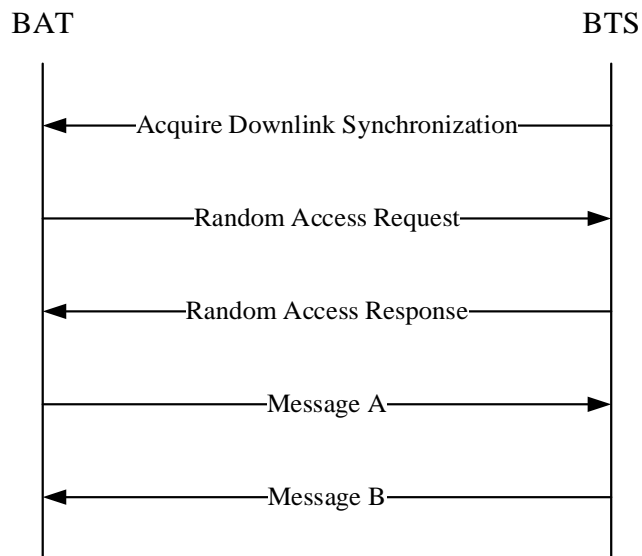 BAT
BTS
Acquire Downlink Synchronization
Random Access Request
Random Access Response
Message A
Message B